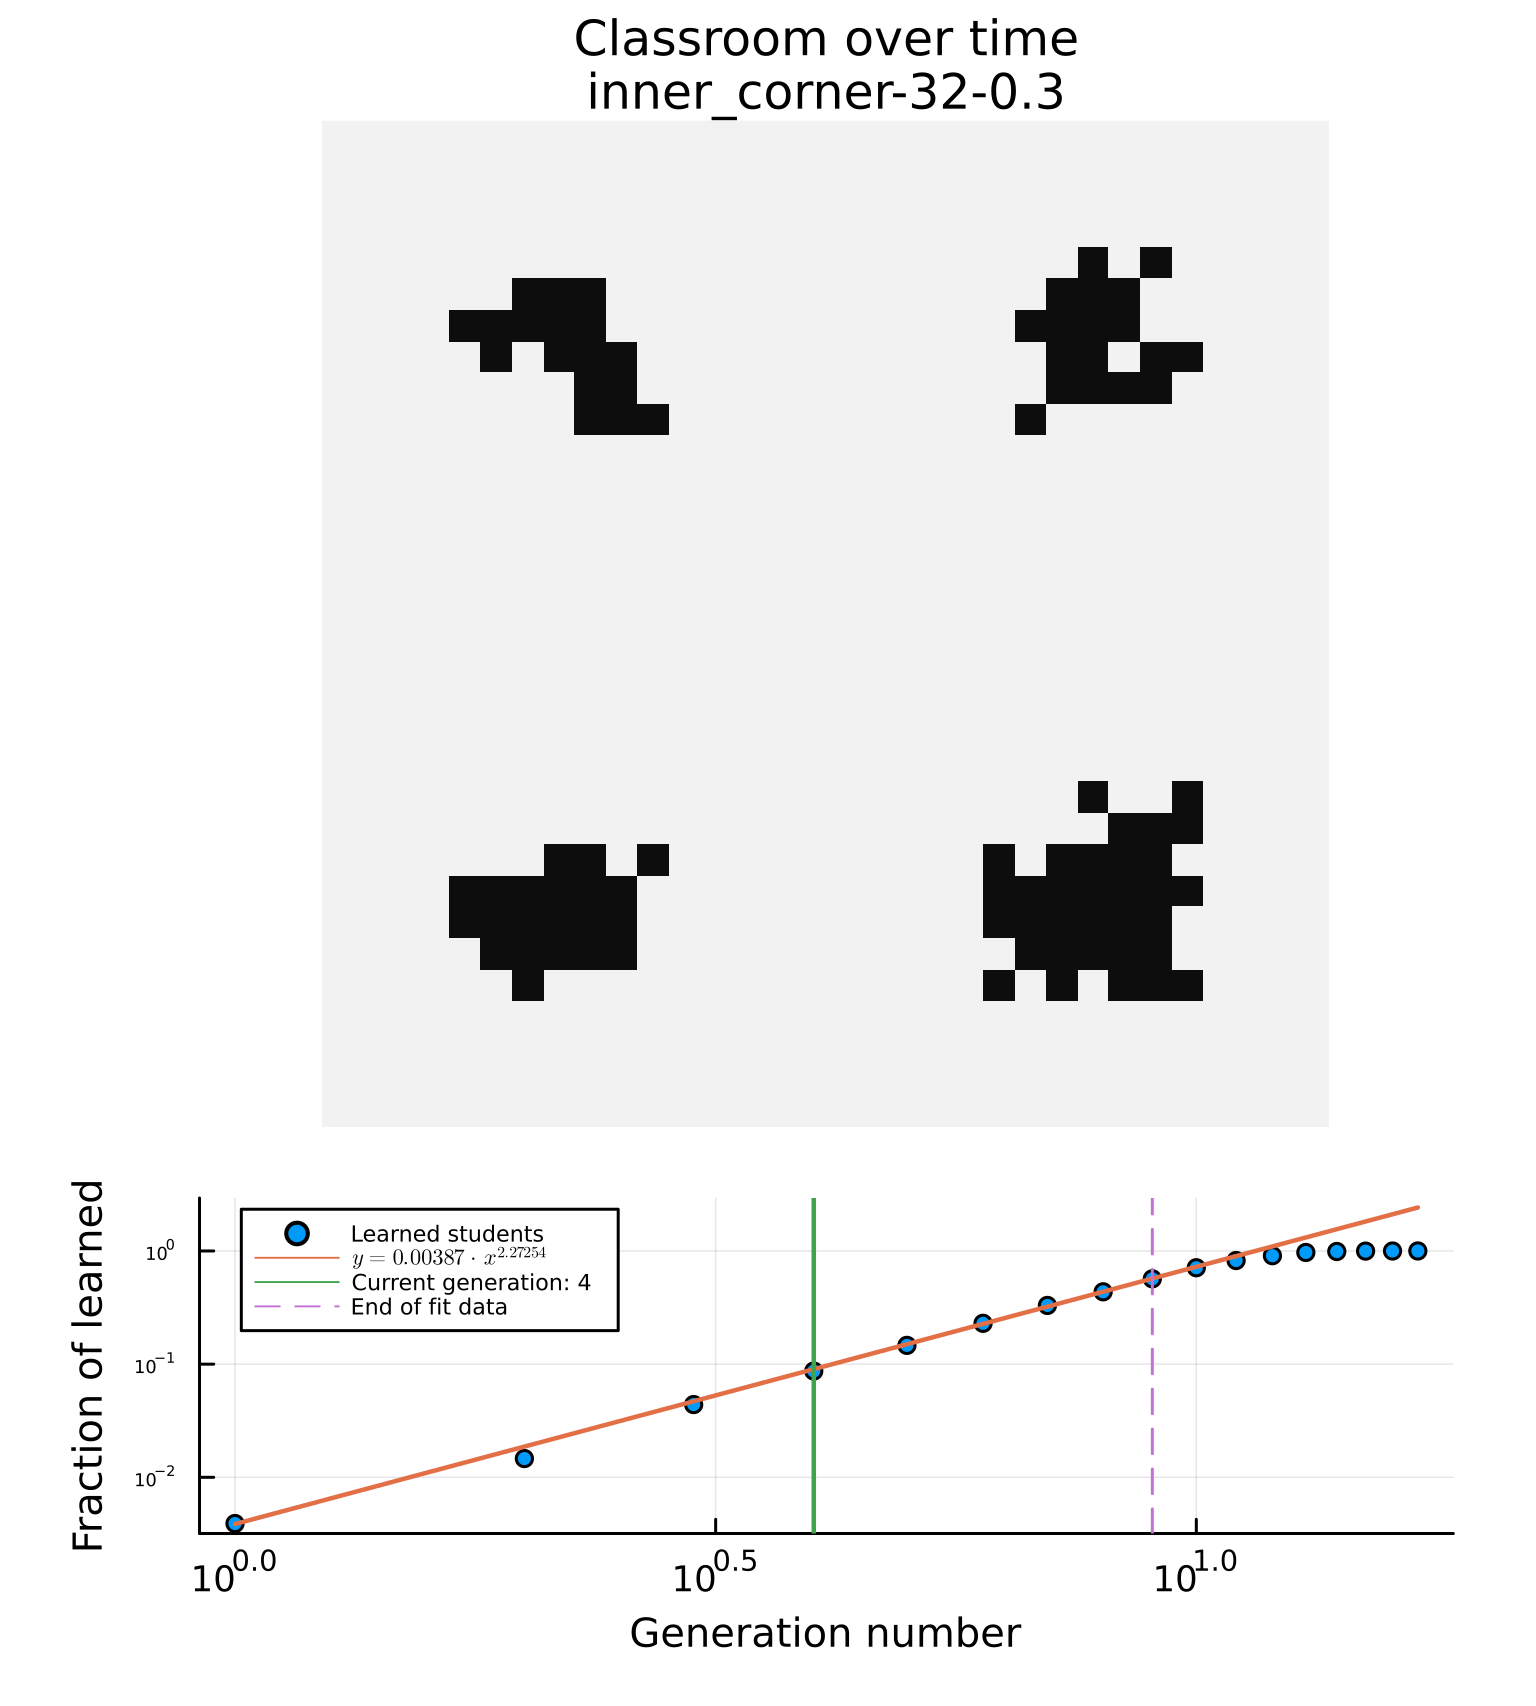 Classroom over time
inner_corner-32-0.3
Fraction of learned
10^0
10^-1
10^-2
Learned students
y = 0.00387 · x^2.27254
Current generation: 4
End of fit data
10^0.0 10^0.5 10^1.0
Generation number